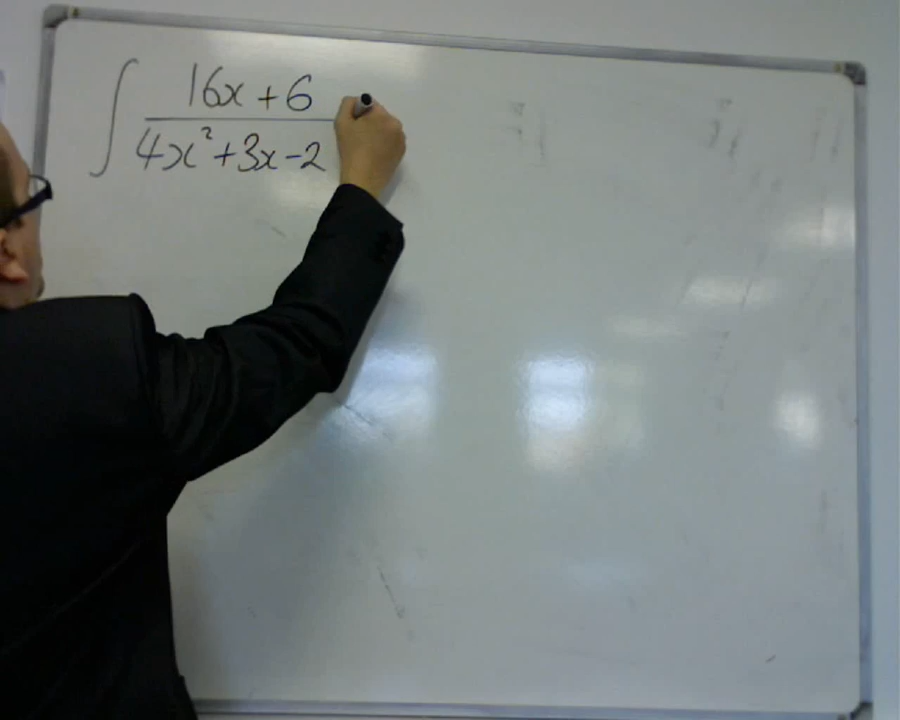 ∫ 16x + 6
4x² + 3x - 2